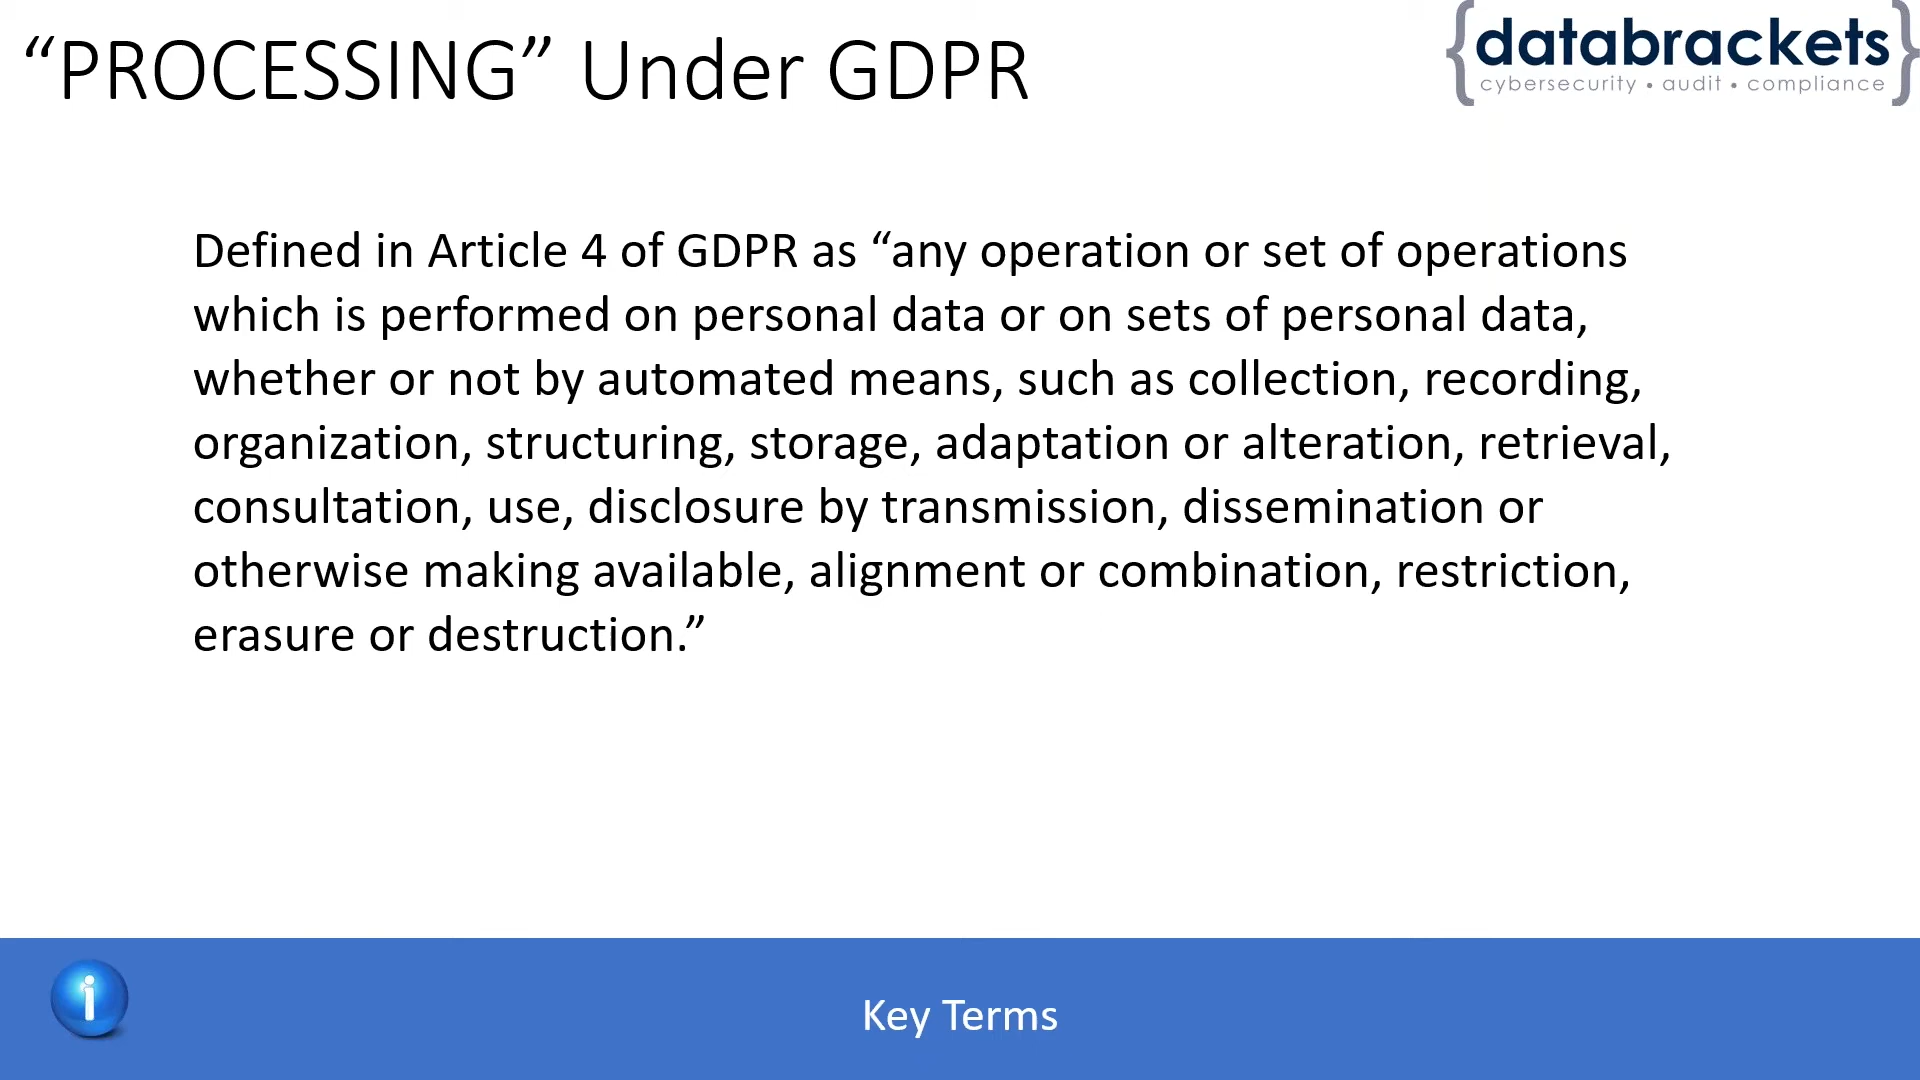 “PROCESSING” Under GDPR
{databrackets}
cybersecurity • audit • compliance
Defined in Article 4 of GDPR as “any operation or set of operations
which is performed on personal data or on sets of personal data,
whether or not by automated means, such as collection, recording,
organization, structuring, storage, adaptation or alteration, retrieval,
consultation, use, disclosure by transmission, dissemination or
otherwise making available, alignment or combination, restriction,
erasure or destruction.”
i
Key Terms